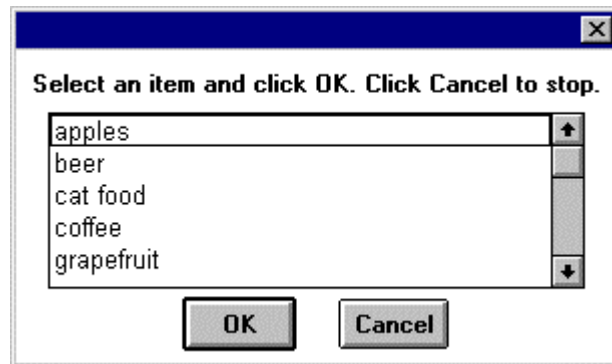 Select an item and click OK. Click Cancel to stop.
apples
beer
cat food
coffee
grapefruit
OK Cancel